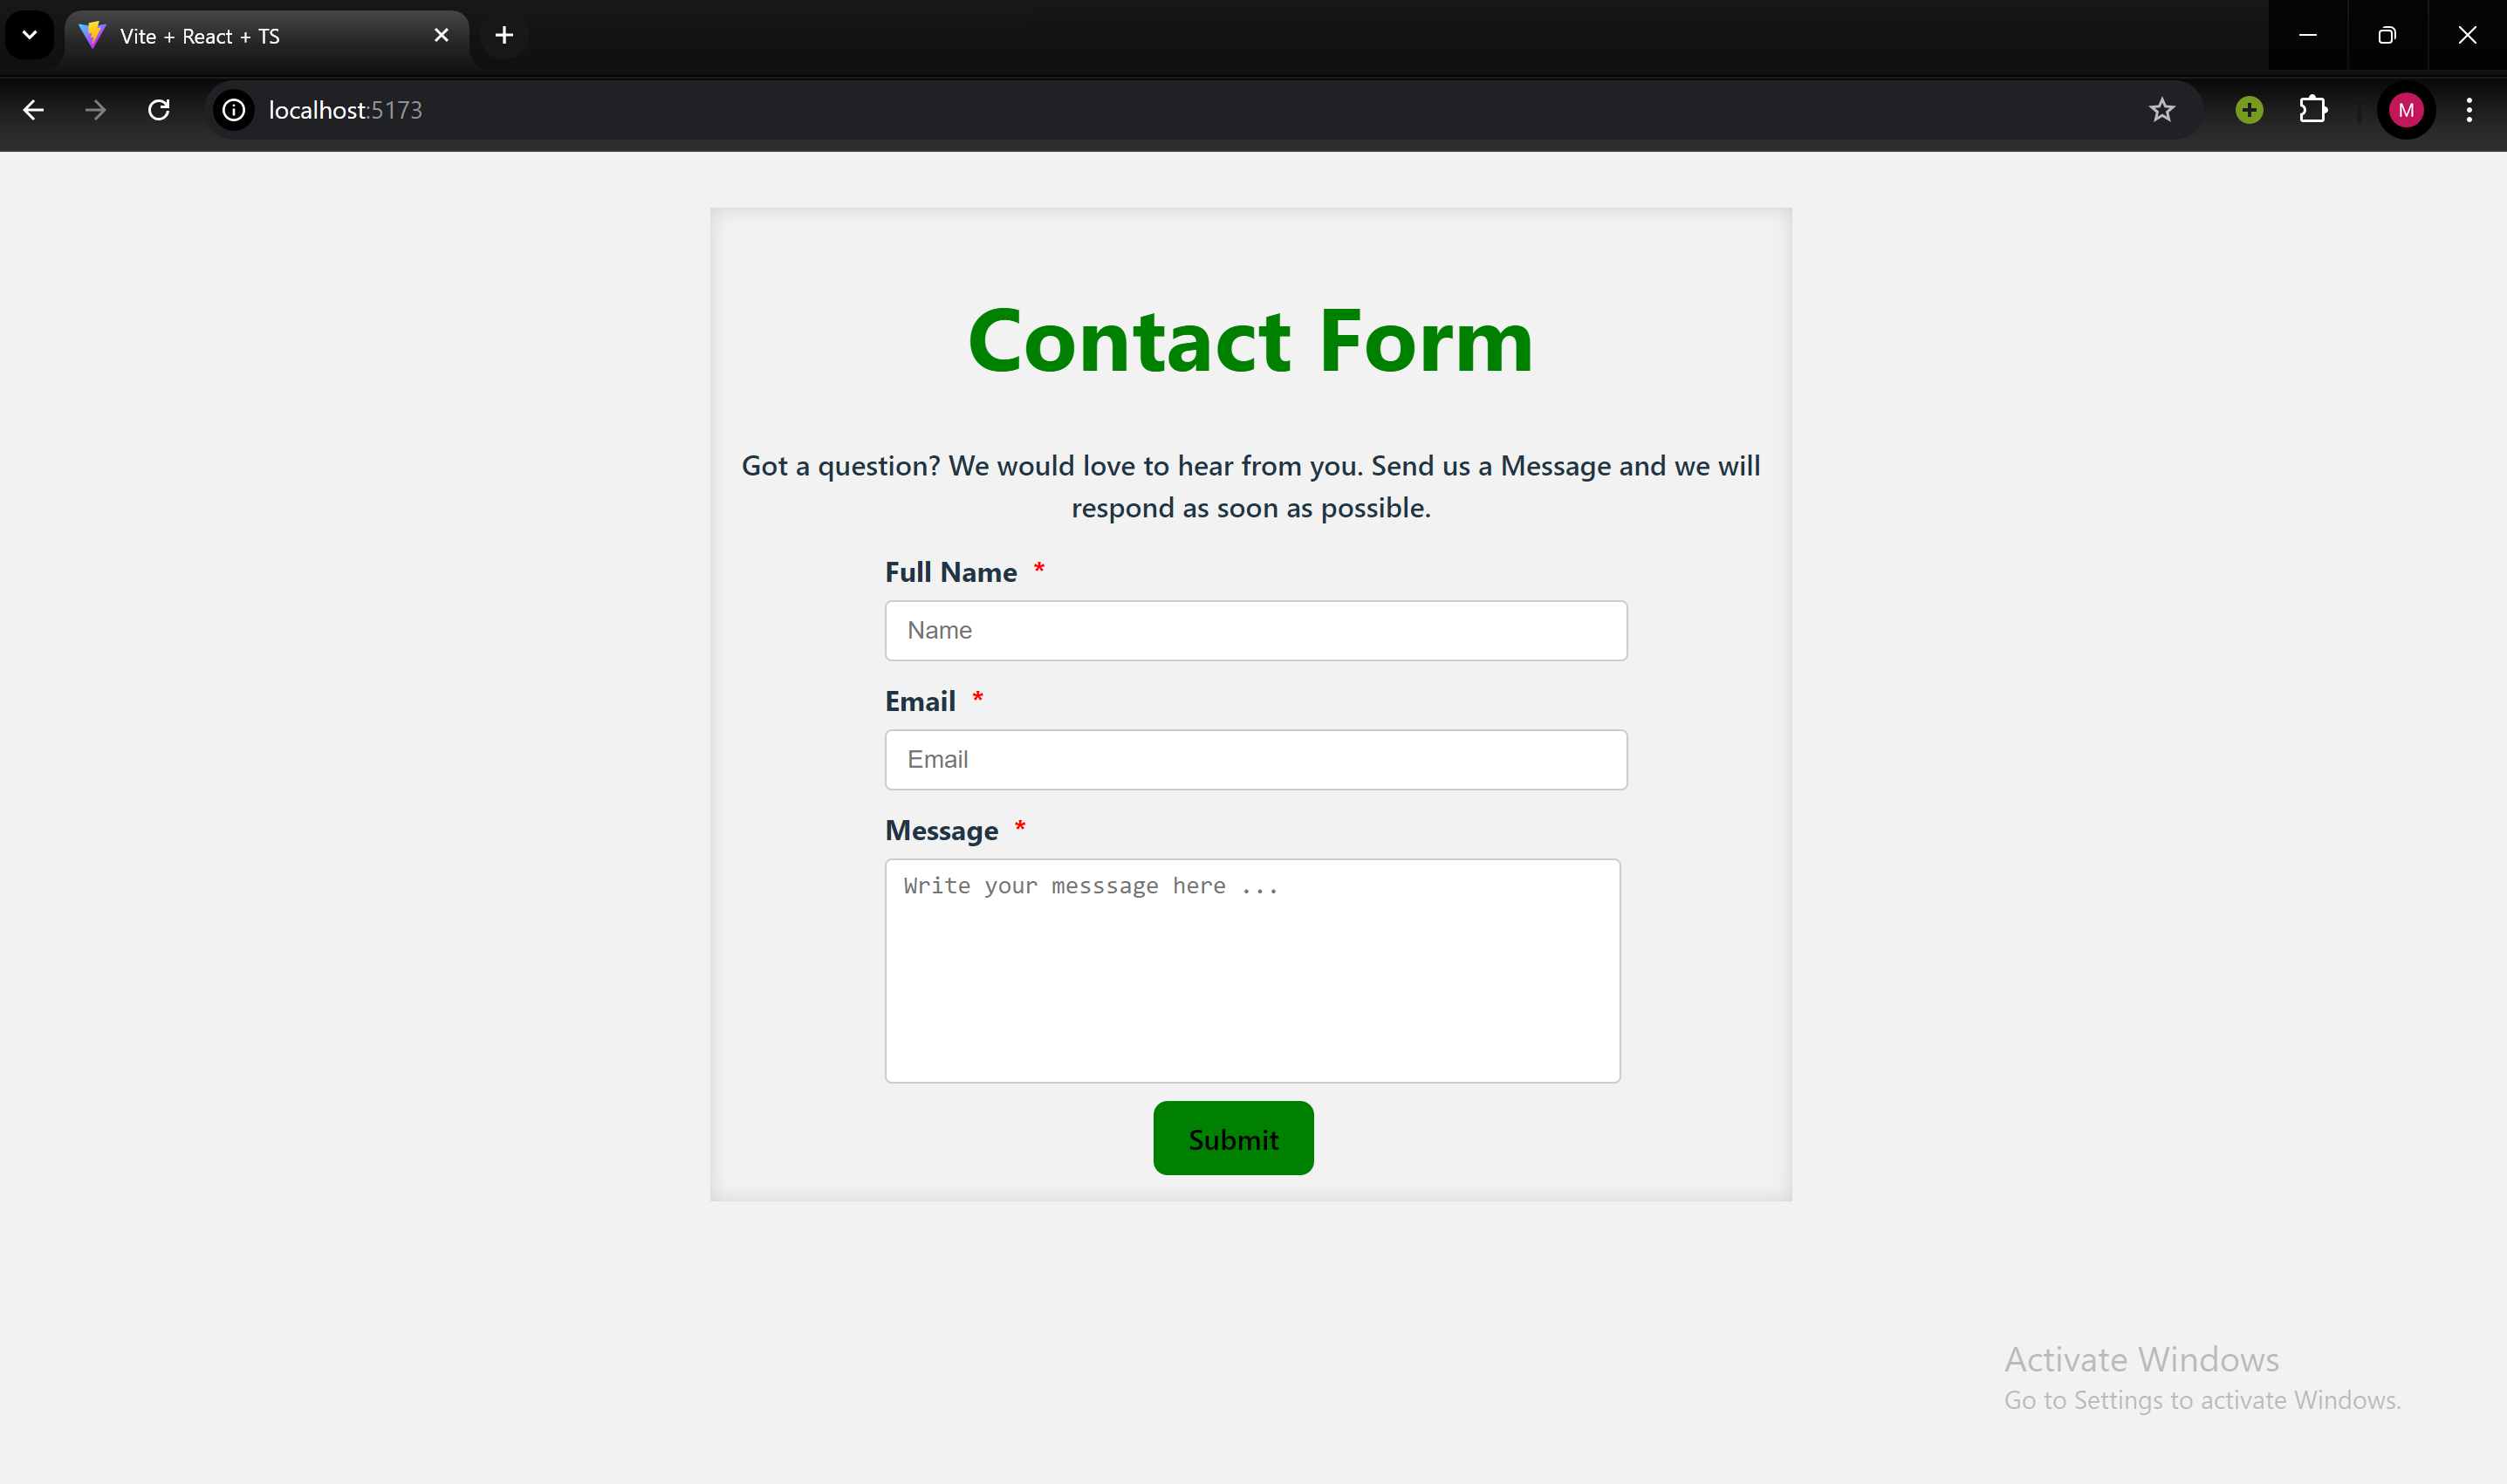 Vite + React + TS
localhost:5173
M
Contact Form
Got a question? We would love to hear from you. Send us a Message and we will
respond as soon as possible.
Full Name *
Name
Email *
Email
Message *
Write your messsage here ...
Submit
Activate Windows
Go to Settings to activate Windows.